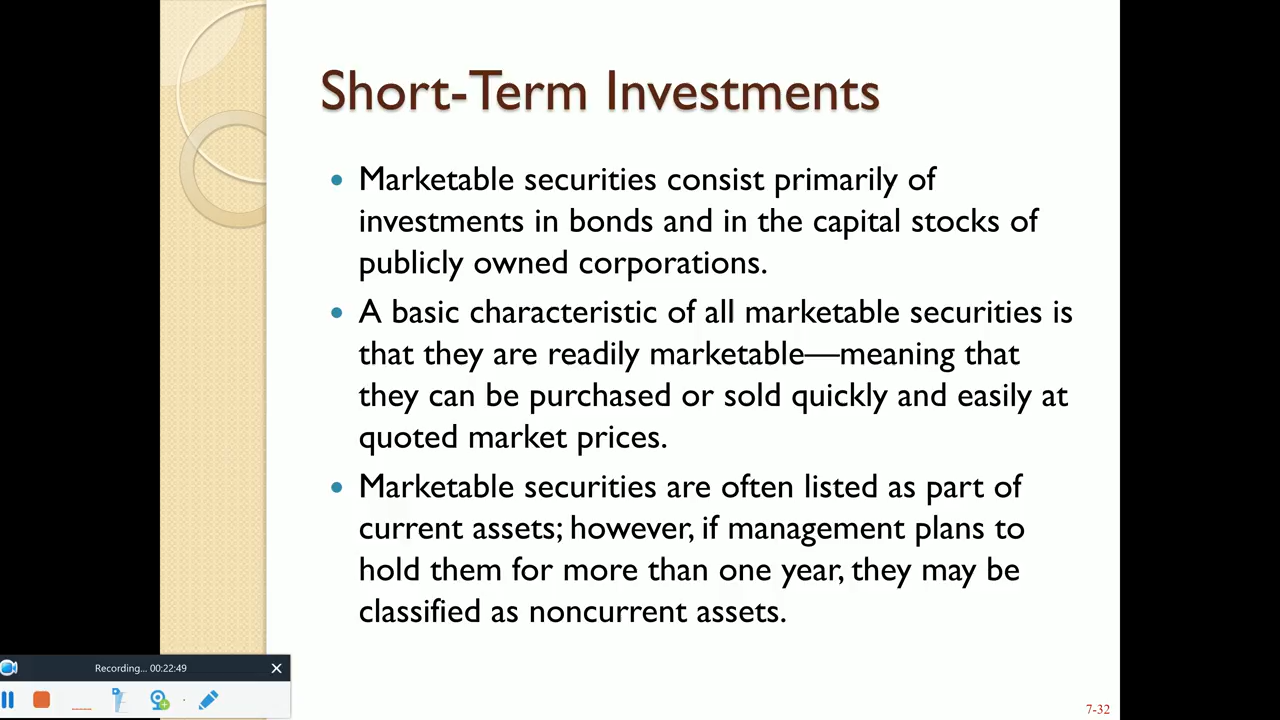 Short-Term Investments
• Marketable securities consist primarily of
investments in bonds and in the capital stocks of
publicly owned corporations.
• A basic characteristic of all marketable securities is
that they are readily marketable—meaning that
they can be purchased or sold quickly and easily at
quoted market prices.
• Marketable securities are often listed as part of
current assets; however, if management plans to
hold them for more than one year, they may be
classified as noncurrent assets.
Recording... 00:22:49
7-32